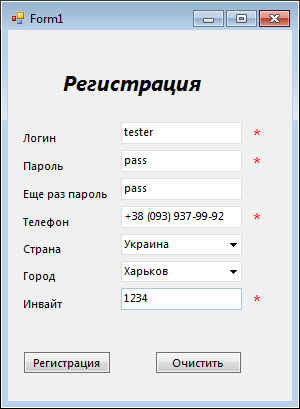 Form1
Регистрация
Логин tester *
Пароль pass *
Еще раз пароль pass
Телефон +38 (093) 937-99-92 *
Страна Украина
Город Харьков
Инвайт 1234 *
Регистрация Очистить